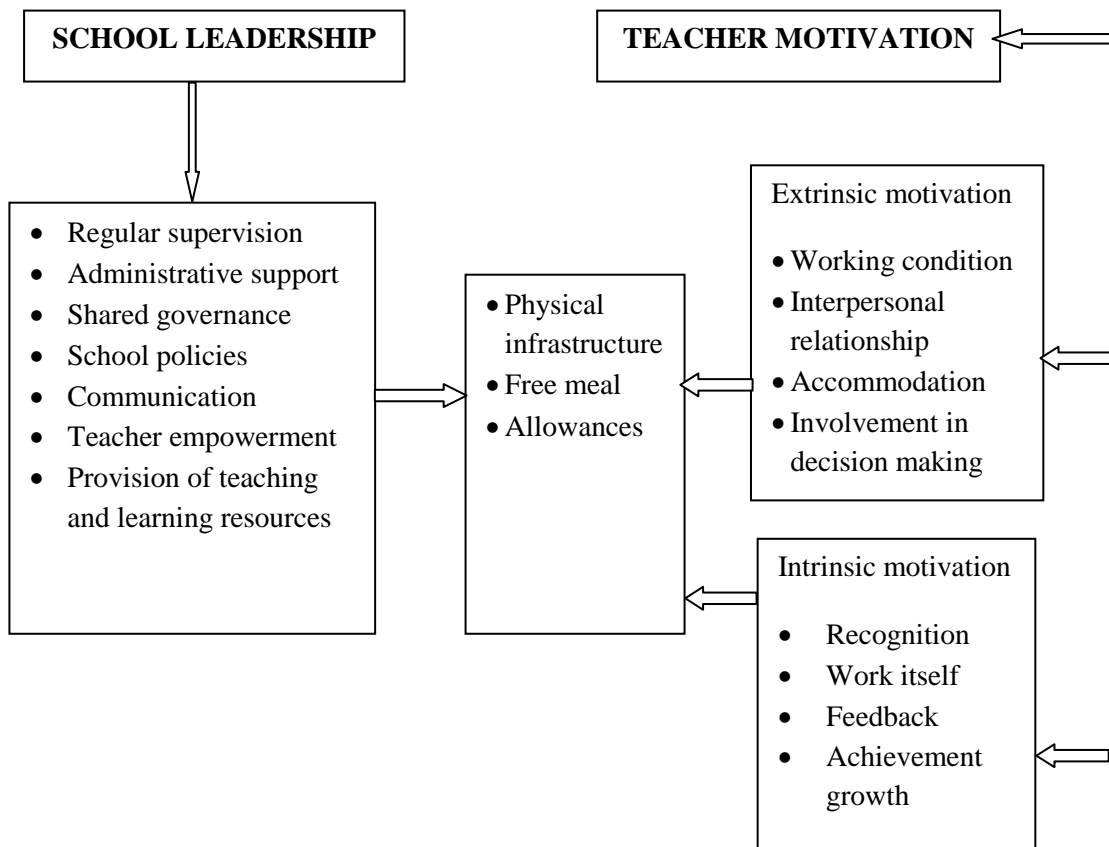 SCHOOL LEADERSHIP
TEACHER MOTIVATION
• Regular supervision
• Administrative support
• Shared governance
• School policies
• Communication
• Teacher empowerment
• Provision of teaching
and learning resources
• Physical
infrastructure
• Free meal
• Allowances
Extrinsic motivation
• Working condition
• Interpersonal
relationship
• Accommodation
• Involvement in
decision making
Intrinsic motivation
• Recognition
• Work itself
• Feedback
• Achievement
growth